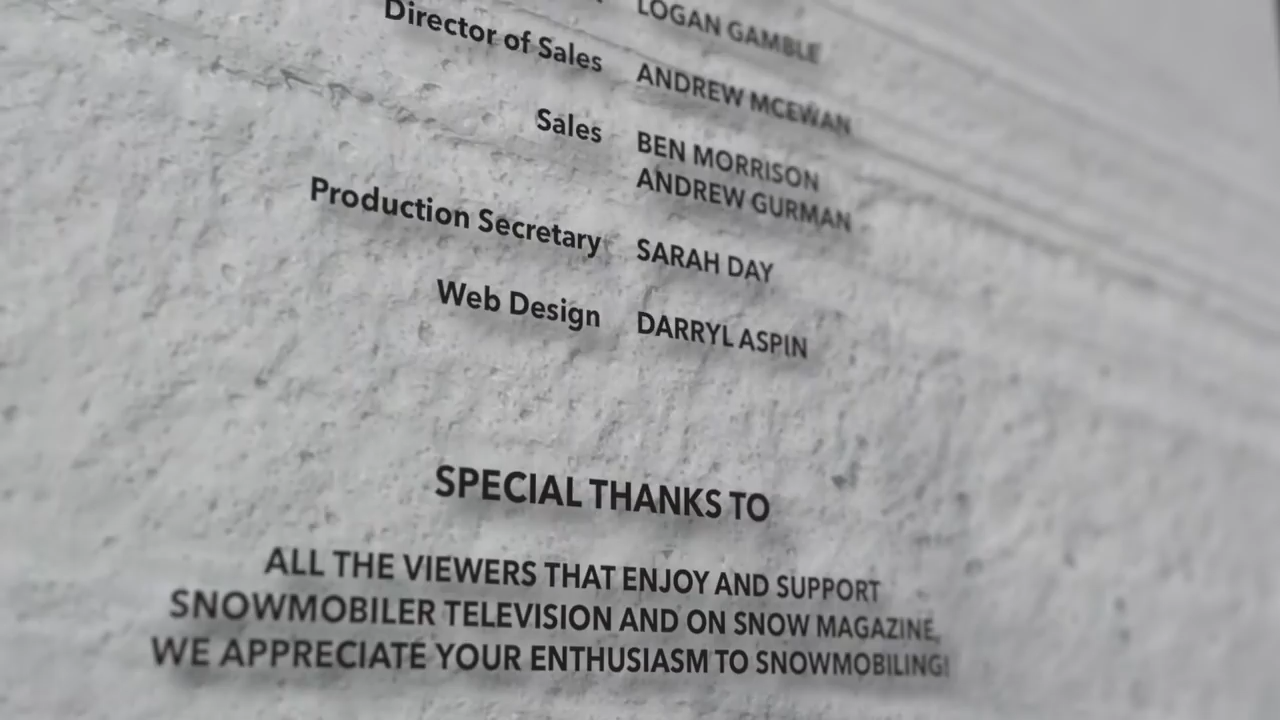 LOGAN GAMBLE
Director of Sales ANDREW MCEWAN
Sales BEN MORRISON
ANDREW GURMAN
Production Secretary SARAH DAY
Web Design DARRYL ASPIN
SPECIAL THANKS TO
ALL THE VIEWERS THAT ENJOY AND SUPPORT
SNOWMOBILER TELEVISION AND ON SNOW MAGAZINE,
WE APPRECIATE YOUR ENTHUSIASM TO SNOWMOBILING!